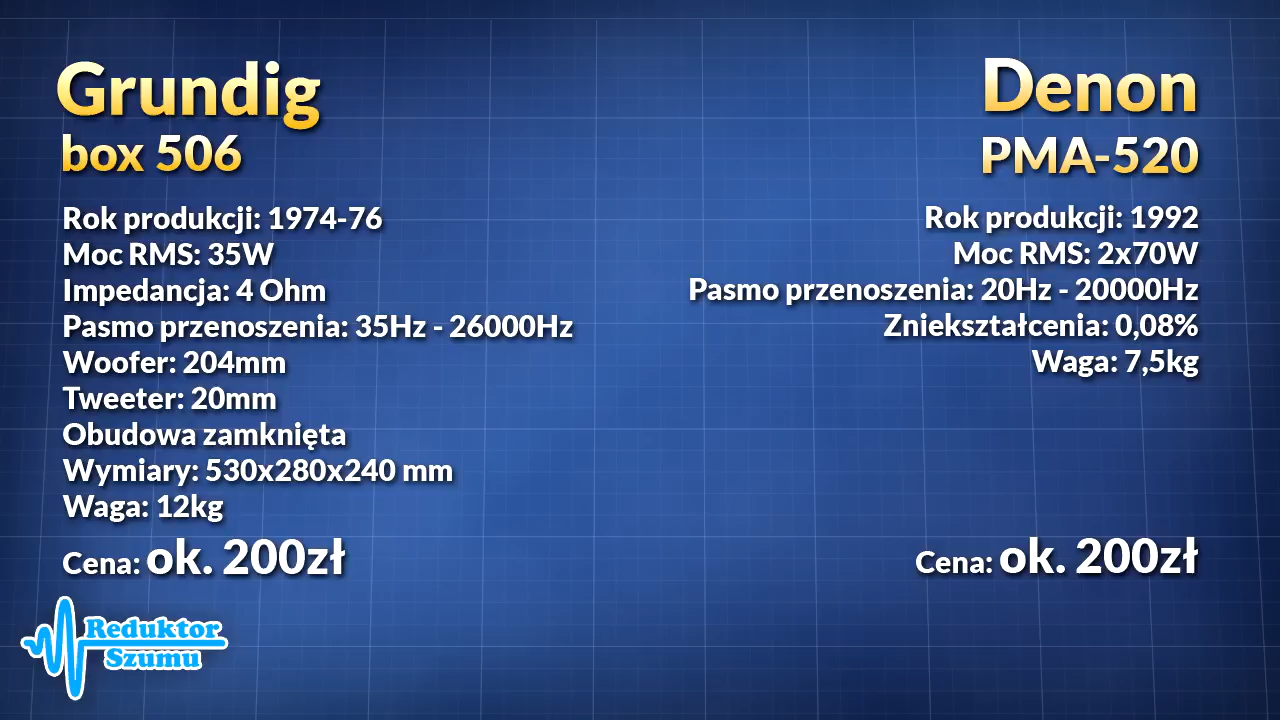 Grundig
box 506
Rok produkcji: 1974-76
Moc RMS: 35W
Impedancja: 4 Ohm
Pasmo przenoszenia: 35Hz - 26000Hz
Woofer: 204mm
Tweeter: 20mm
Obudowa zamknięta
Wymiary: 530x280x240 mm
Waga: 12kg
Cena: ok. 200zł
Denon
PMA-520
Rok produkcji: 1992
Moc RMS: 2x70W
Pasmo przenoszenia: 20Hz - 20000Hz
Zniekształcenia: 0,08%
Waga: 7,5kg
Cena: ok. 200zł
Reduktor
Szumu